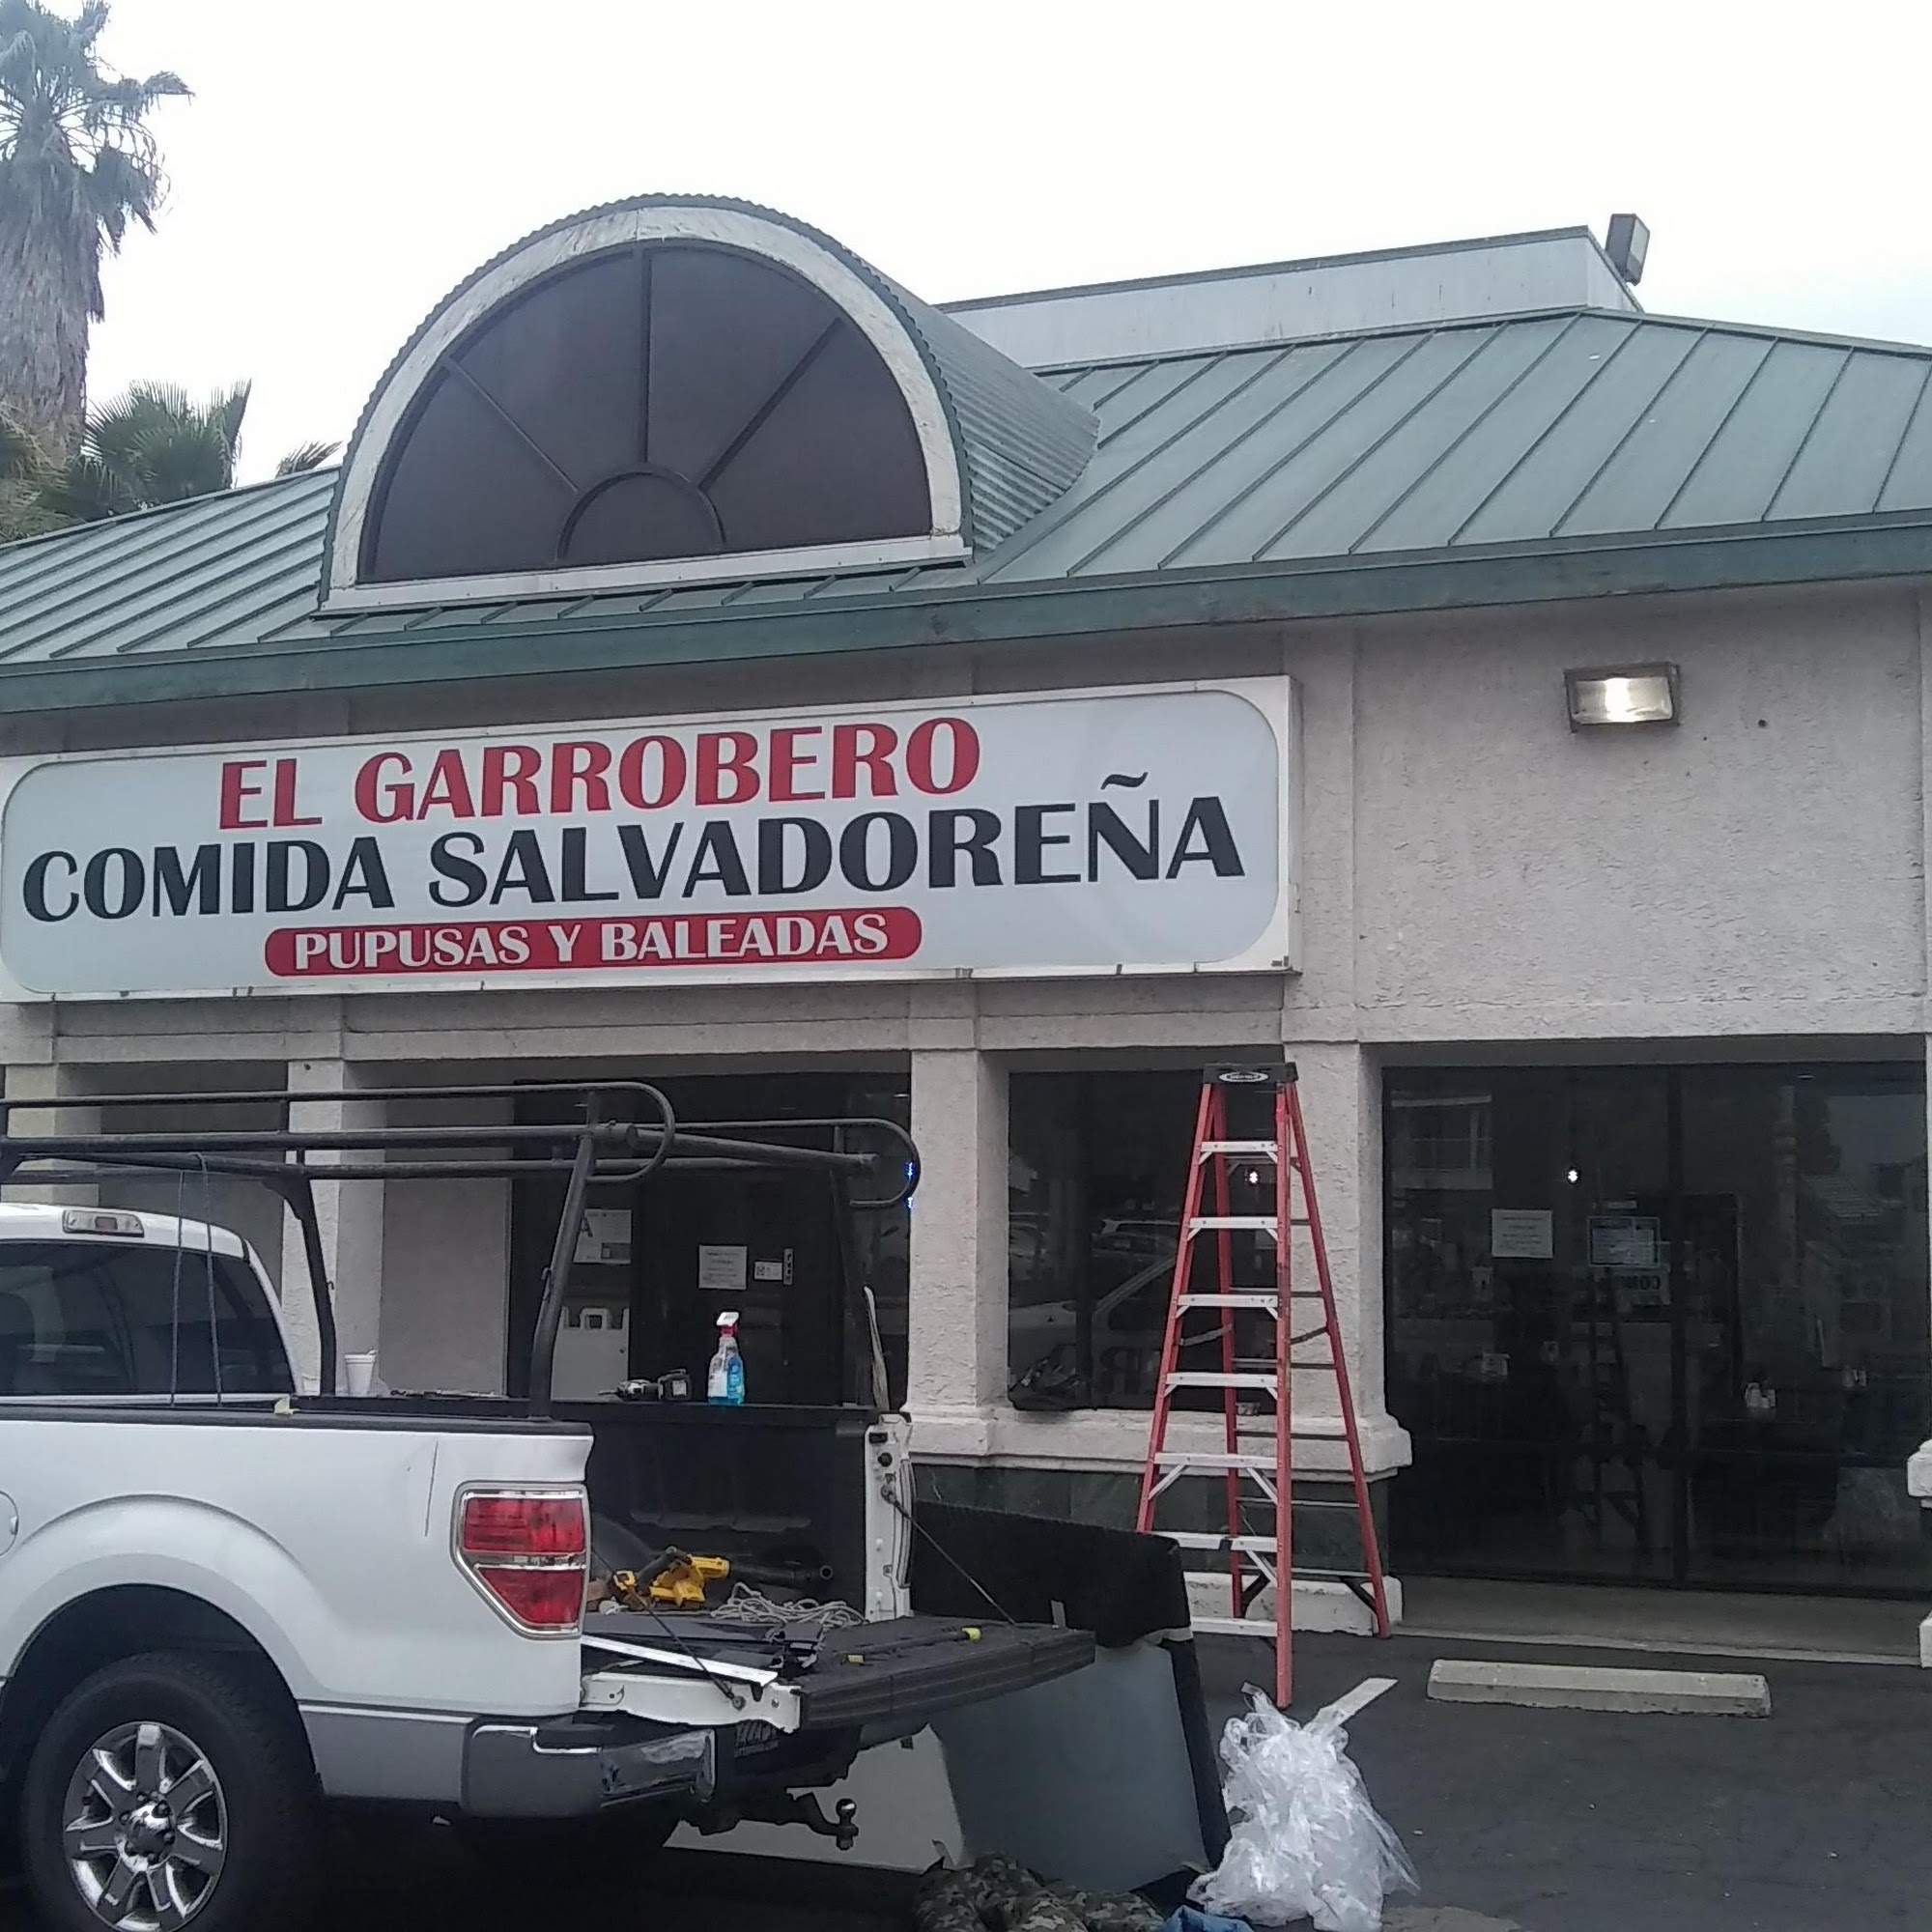 EL GARROBERO
COMIDA SALVADOREÑA
PUPUSAS Y BALEADAS